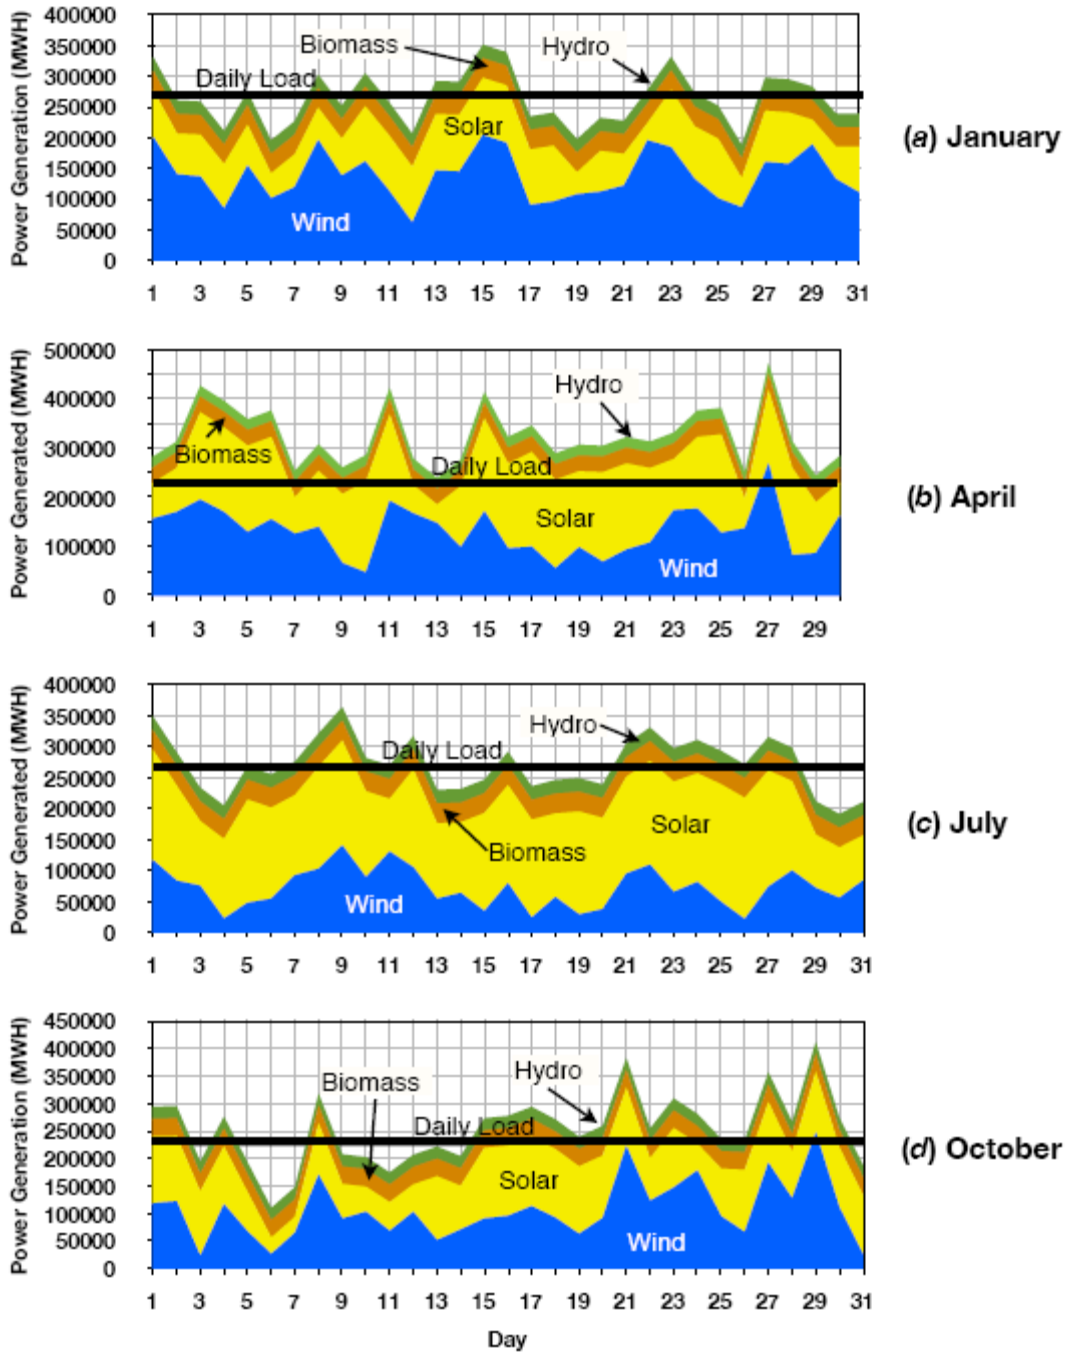 Power Generation (MWH)
400000
350000
300000
250000
200000
150000
100000
50000
0
Biomass
Hydro
Daily Load
Solar
Wind
1 3 5 7 9 11 13 15 17 19 21 23 25 27 29 31
(a) January
Power Generated (MWH)
500000
400000
300000
200000
100000
0
Hydro
Biomass
Daily Load
Solar
Wind
1 3 5 7 9 11 13 15 17 19 21 23 25 27 29
(b) April
Power Generated (MWH)
400000
350000
300000
250000
200000
150000
100000
50000
0
Hydro
Daily Load
Solar
Biomass
Wind
1 3 5 7 9 11 13 15 17 19 21 23 25 27 29 31
(c) July
Power Generation (MWH)
450000
400000
350000
300000
250000
200000
150000
100000
50000
0
Hydro
Biomass
Daily Load
Solar
Wind
1 3 5 7 9 11 13 15 17 19 21 23 25 27 29 31
(d) October
Day